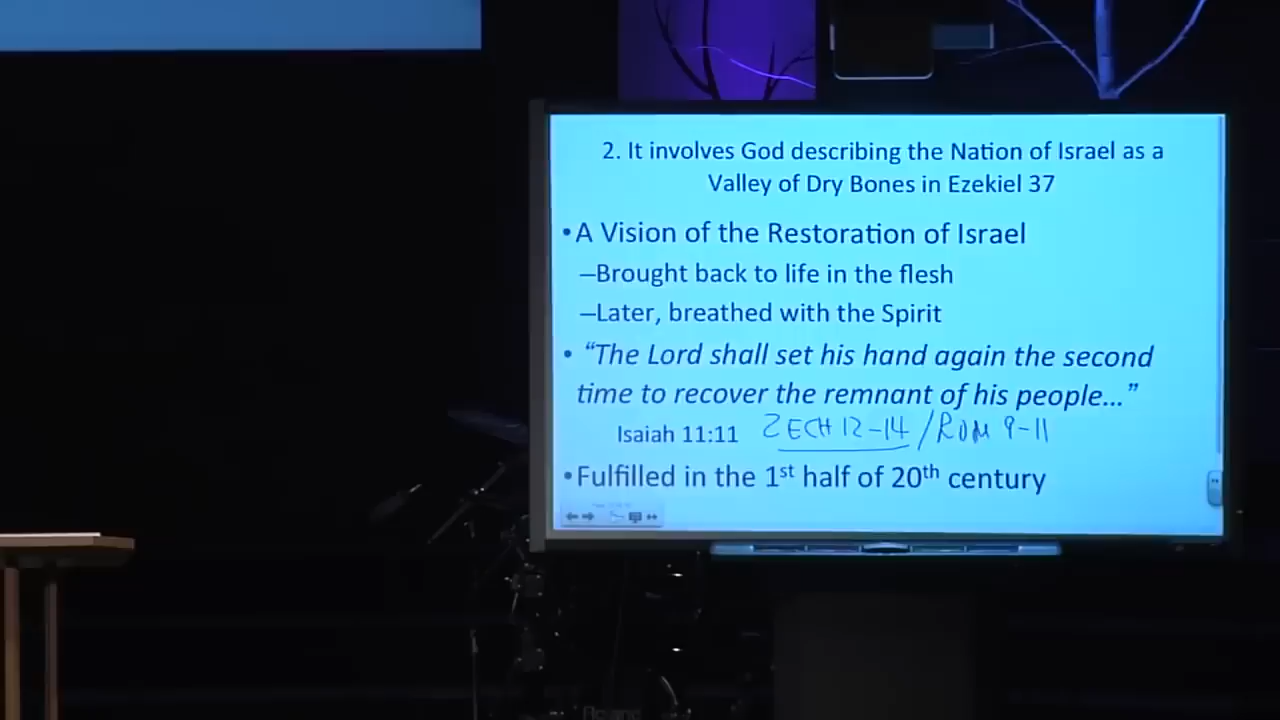 2. It involves God describing the Nation of Israel as a
Valley of Dry Bones in Ezekiel 37
•A Vision of the Restoration of Israel
–Brought back to life in the flesh
–Later, breathed with the Spirit
• “The Lord shall set his hand again the second
time to recover the remnant of his people…”
Isaiah 11:11 ZECH 12-14/ROM 9-11
•Fulfilled in the 1st half of 20th century